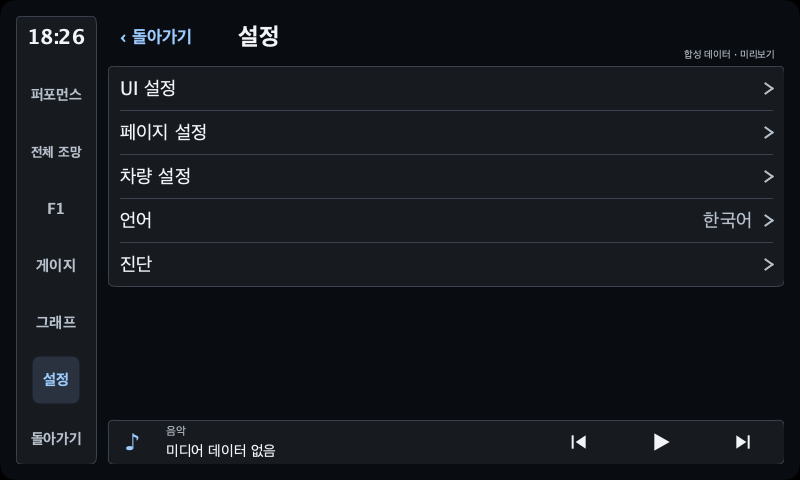 18:26
퍼포먼스
전체 조망
F1
게이지
그래프
설정
돌아가기
‹ 돌아가기
설정
합성 데이터 · 미리보기
UI 설정
페이지 설정
차량 설정
언어 한국어
진단
음악
미디어 데이터 없음